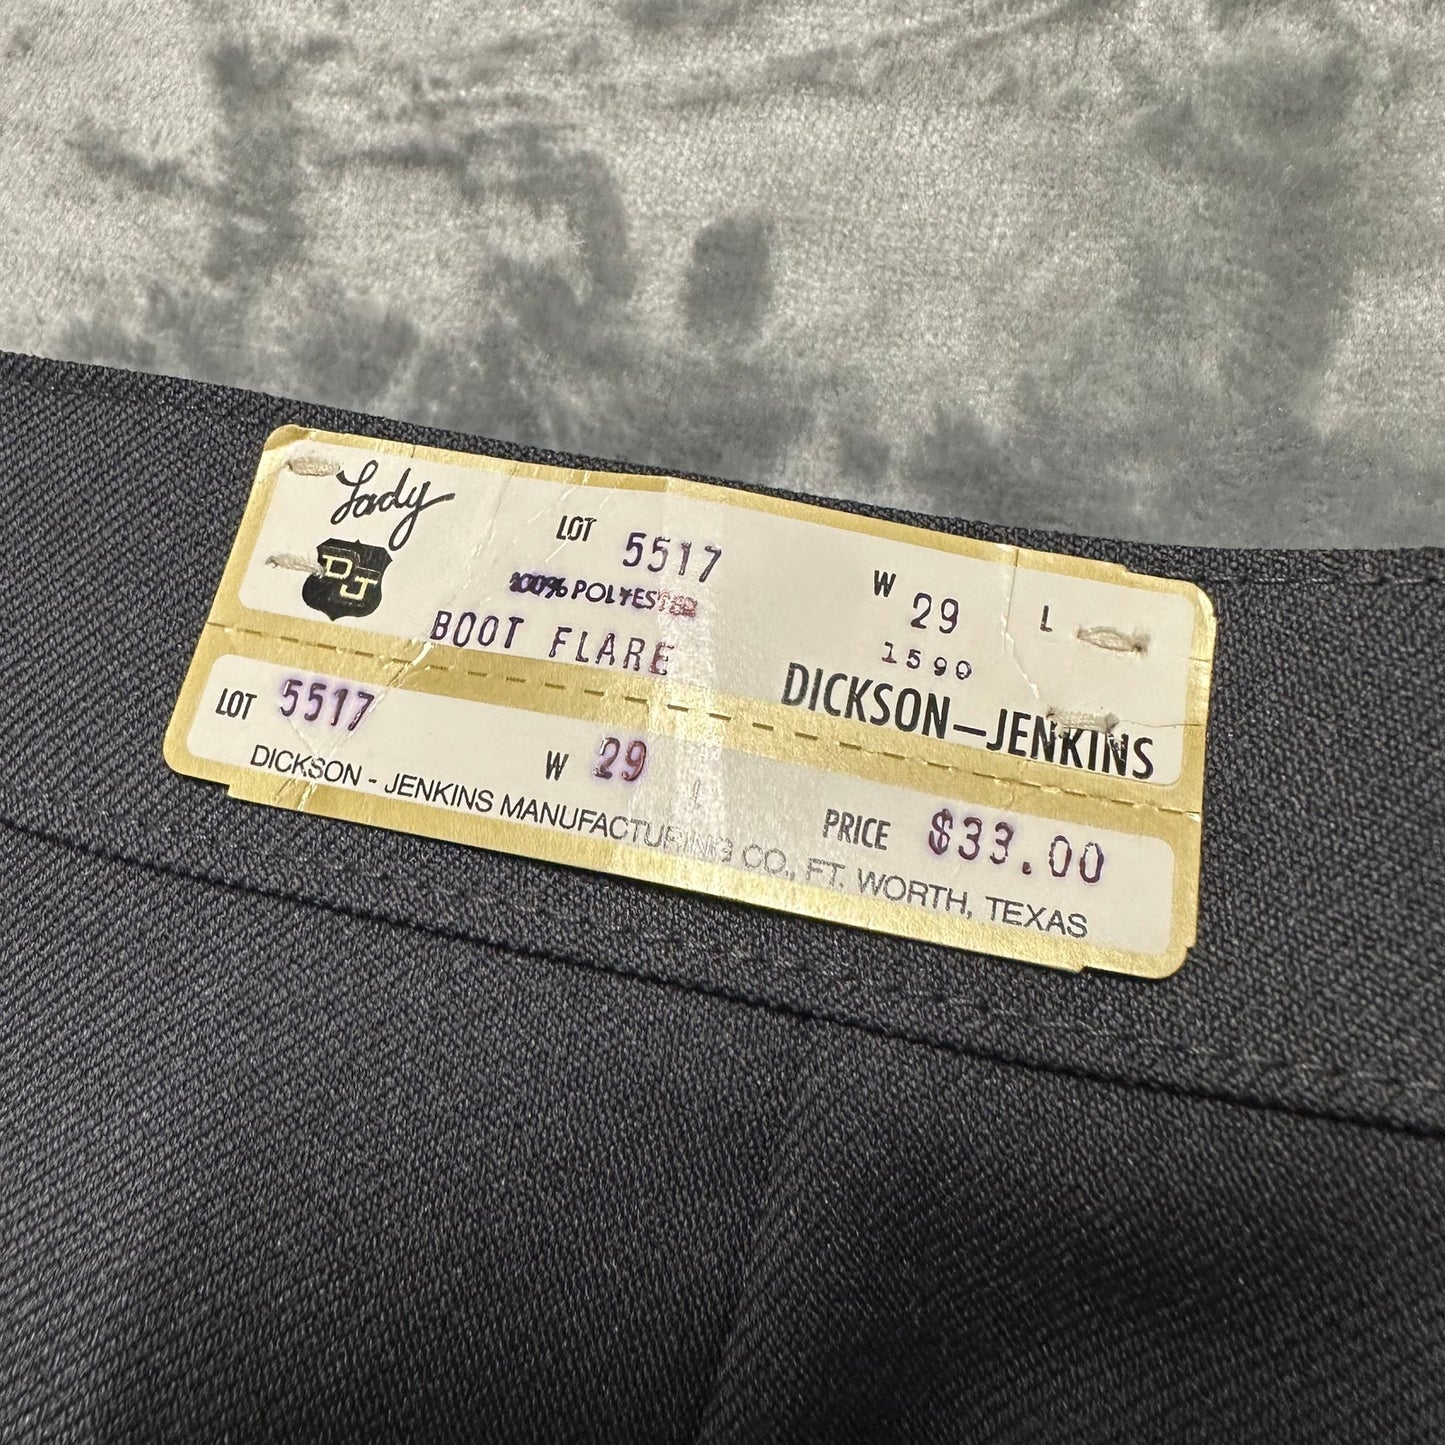 Lady
DJ
LOT 5517
100% POLYESTER
BOOT FLARE
W 29 L
1590
DICKSON–JENKINS
LOT 5517 W 29 L PRICE $33.00
DICKSON - JENKINS MANUFACTURING CO., FT. WORTH, TEXAS